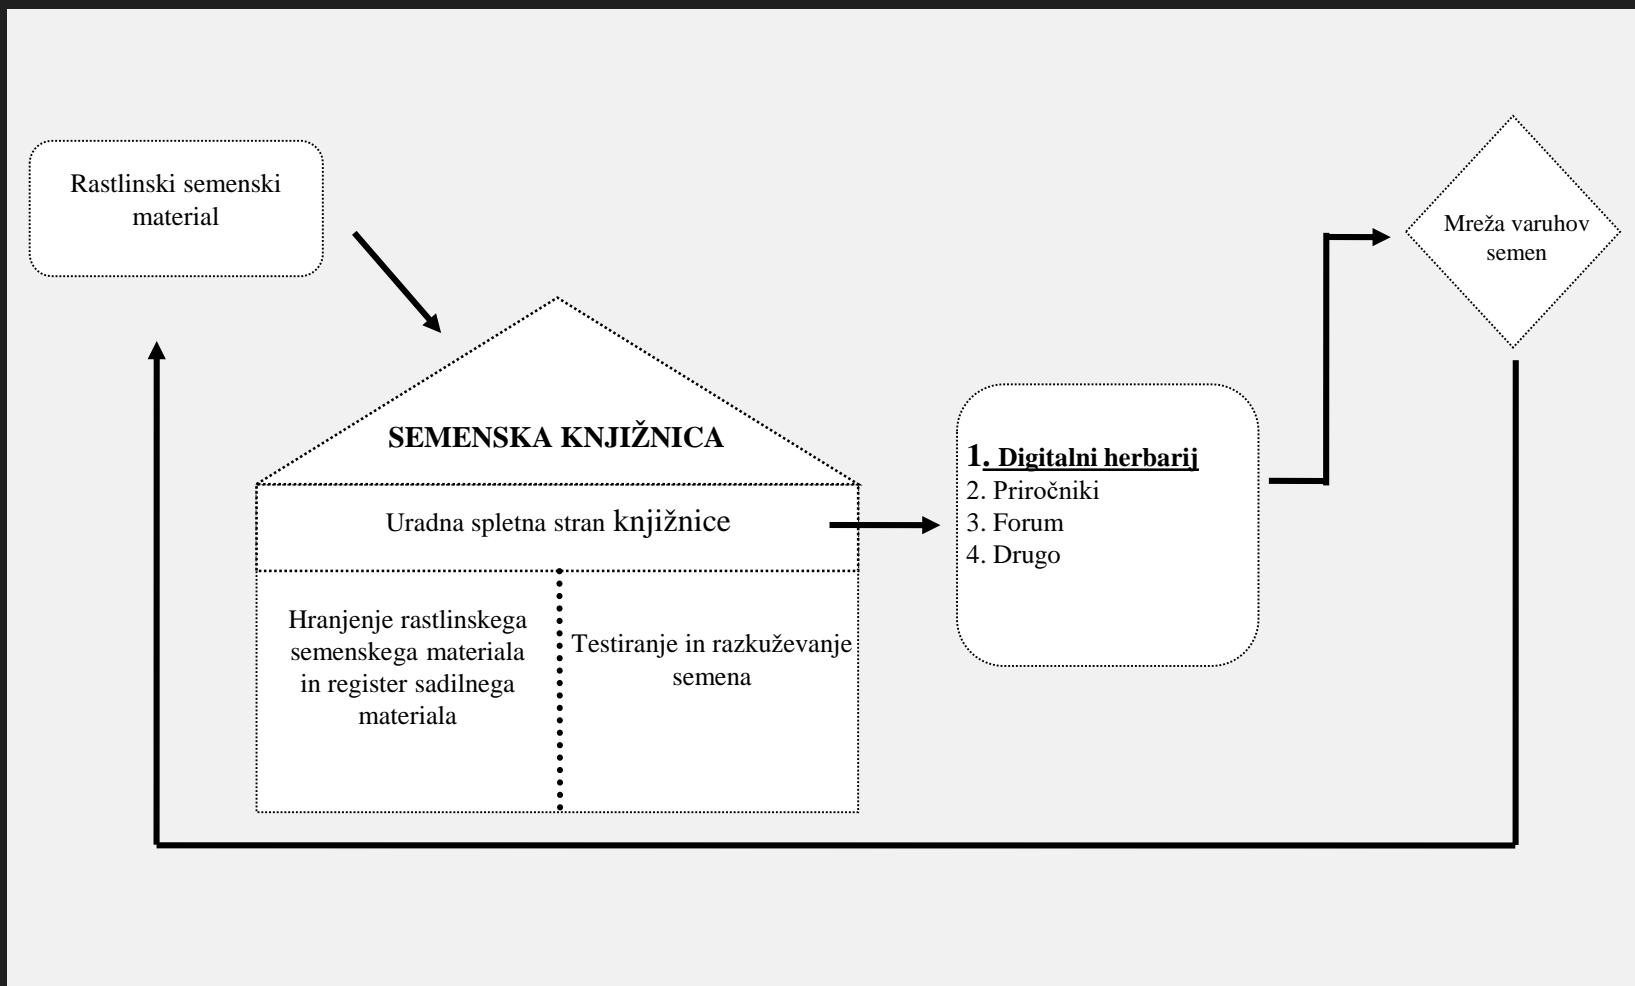 Rastlinski semenski
material
Mreža varuhov
semen
SEMENSKA KNJIŽNICA
Uradna spletna stran knjižnice
Hranjenje rastlinskega
semenskega materiala
in register sadilnega
materiala
Testiranje in razkuževanje
semena
1. Digitalni herbarij
2. Priročniki
3. Forum
4. Drugo